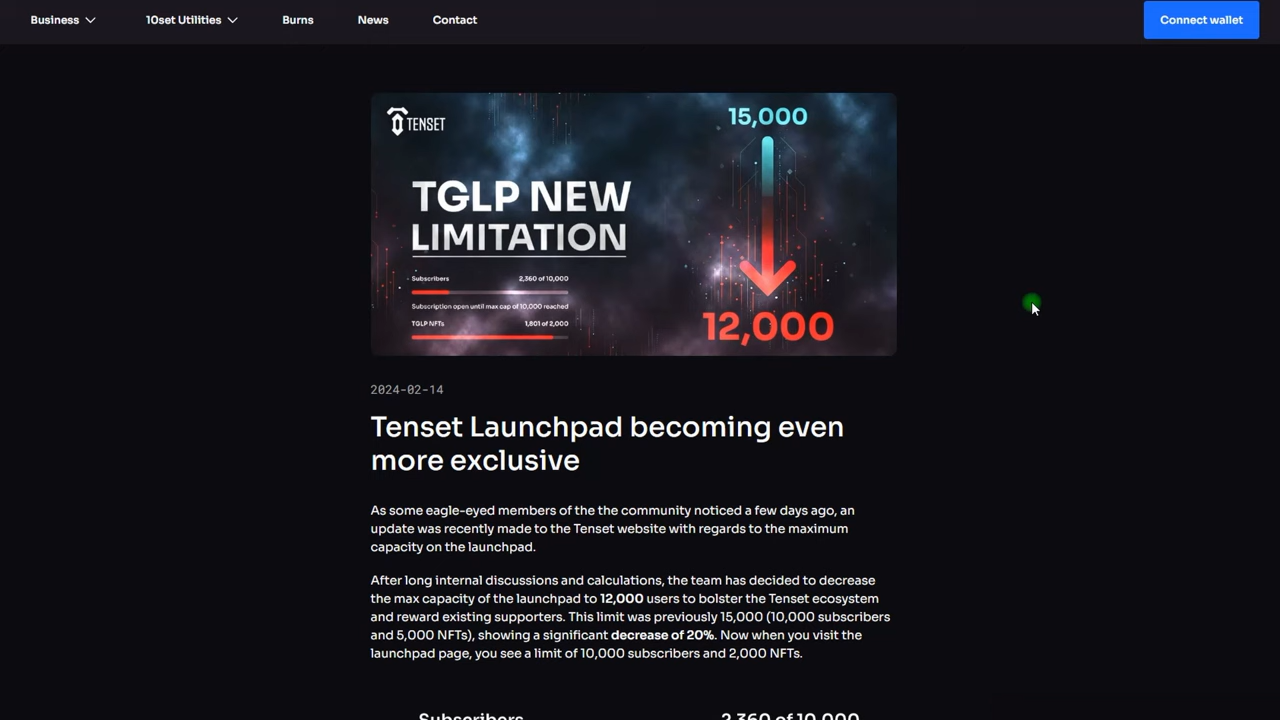 Business
10set Utilities
Burns
News
Contact
Connect wallet
TENSET
15,000
TGLP NEW
LIMITATION
Subscribers 2,360 of 10,000
Subscription open until max cap of 10,000 reached
TGLP NFTs 1,801 of 2,000
12,000
2024-02-14
Tenset Launchpad becoming even
more exclusive
As some eagle-eyed members of the the community noticed a few days ago, an
update was recently made to the Tenset website with regards to the maximum
capacity on the launchpad.
After long internal discussions and calculations, the team has decided to decrease
the max capacity of the launchpad to 12,000 users to bolster the Tenset ecosystem
and reward existing supporters. This limit was previously 15,000 (10,000 subscribers
and 5,000 NFTs), showing a significant decrease of 20%. Now when you visit the
launchpad page, you see a limit of 10,000 subscribers and 2,000 NFTs.
Subscribers 2,360 of 10,000